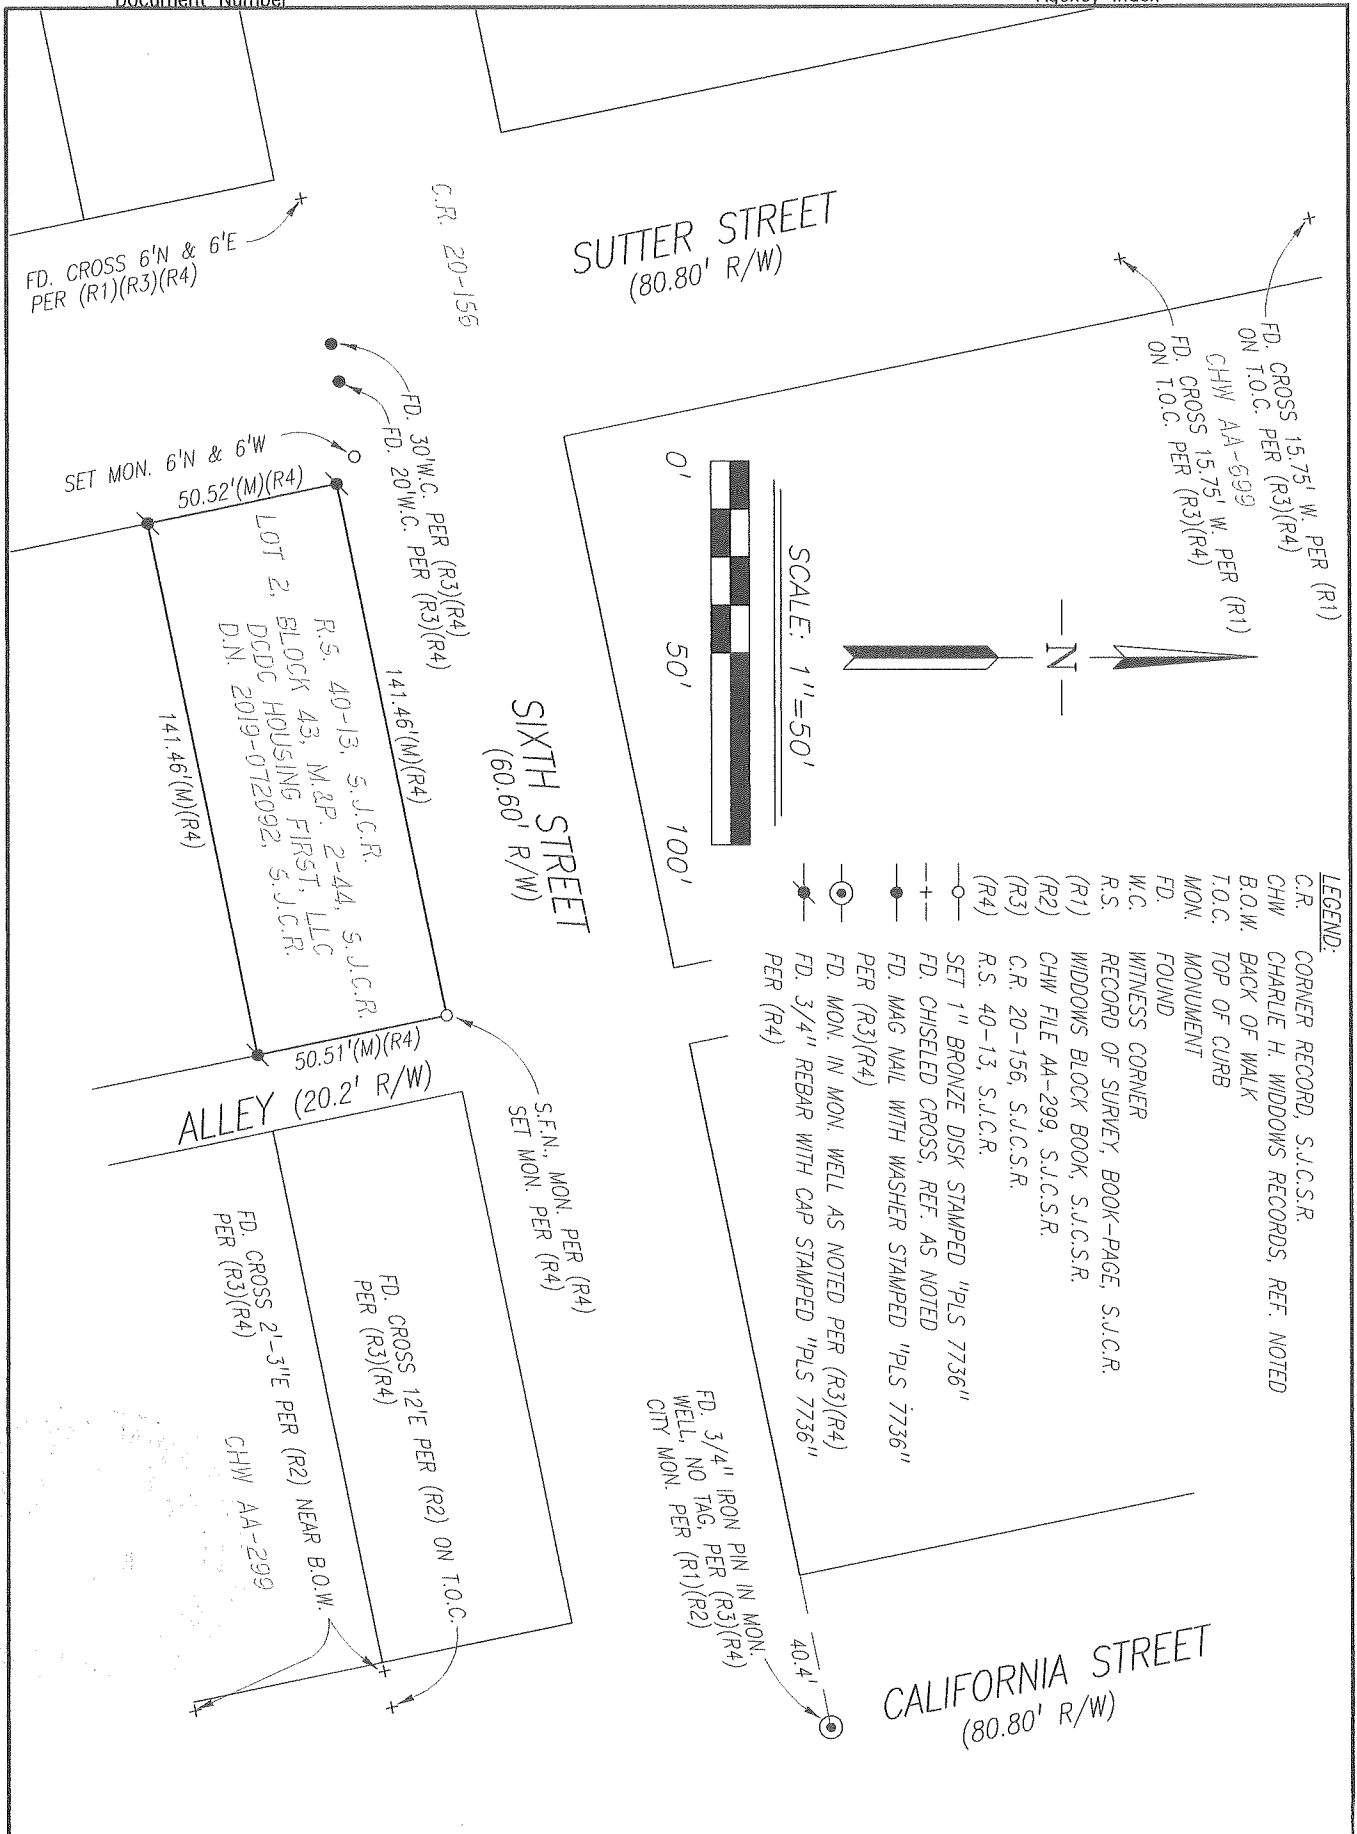 Document Number
Agency Index
SUTTER STREET
(80.80' R/W)
C.R. 20-156
FD. CROSS 6'N & 6'E
PER (R1)(R3)(R4)
FD. CROSS 15.75' W. PER (R1)
ON T.O.C. PER (R3)(R4)
CHW AA-699
FD. CROSS 15.75' W. PER (R1)
ON T.O.C. PER (R3)(R4)
FD. 30'W.C. PER (R3)(R4)
FD. 20'W.C. PER (R3)(R4)
SET MON. 6'N & 6'W
50.52'(M)(R4)
141.46'(M)(R4)
R.S. 40-13, S.J.C.R.
LOT 2, BLOCK 43, M.&P. 2-44, S.J.C.R.
DCDC HOUSING FIRST, LLC
D.N. 2019-072092, S.J.C.R.
141.46'(M)(R4)
50.51'(M)(R4)
SIXTH STREET
(60.60' R/W)
N
SCALE: 1"=50'
0'
50'
100'
LEGEND:
C.R. CORNER RECORD, S.J.C.S.R.
CHW CHARLIE H. WIDDOWS RECORDS, REF. NOTED
B.O.W. BACK OF WALK
T.O.C. TOP OF CURB
MON. MONUMENT
FD. FOUND
W.C. WITNESS CORNER
R.S. RECORD OF SURVEY, BOOK-PAGE, S.J.C.R.
(R1) WIDDOWS BLOCK BOOK, S.J.C.S.R.
(R2) CHW FILE AA-299, S.J.C.S.R.
(R3) C.R. 20-156, S.J.C.S.R.
(R4) R.S. 40-13, S.J.C.R.
SET 1" BRONZE DISK STAMPED "PLS 7736"
FD. CHISELED CROSS, REF. AS NOTED
FD. MAG NAIL WITH WASHER STAMPED "PLS 7736"
PER (R3)(R4)
FD. MON. IN MON. WELL AS NOTED PER (R3)(R4)
FD. 3/4" REBAR WITH CAP STAMPED "PLS 7736"
PER (R4)
ALLEY (20.2' R/W)
S.F.N., MON. PER (R4)
SET MON. PER (R4)
FD. CROSS 12'E PER (R2) ON T.O.C.
PER (R3)(R4)
FD. CROSS 2'-3"E PER (R2) NEAR B.O.W.
PER (R3)(R4)
CHW AA-299
FD. 3/4" IRON PIN IN MON.
WELL, NO TAG, PER (R3)(R4)
CITY MON. PER (R1)(R2)
40.4'
CALIFORNIA STREET
(80.80' R/W)